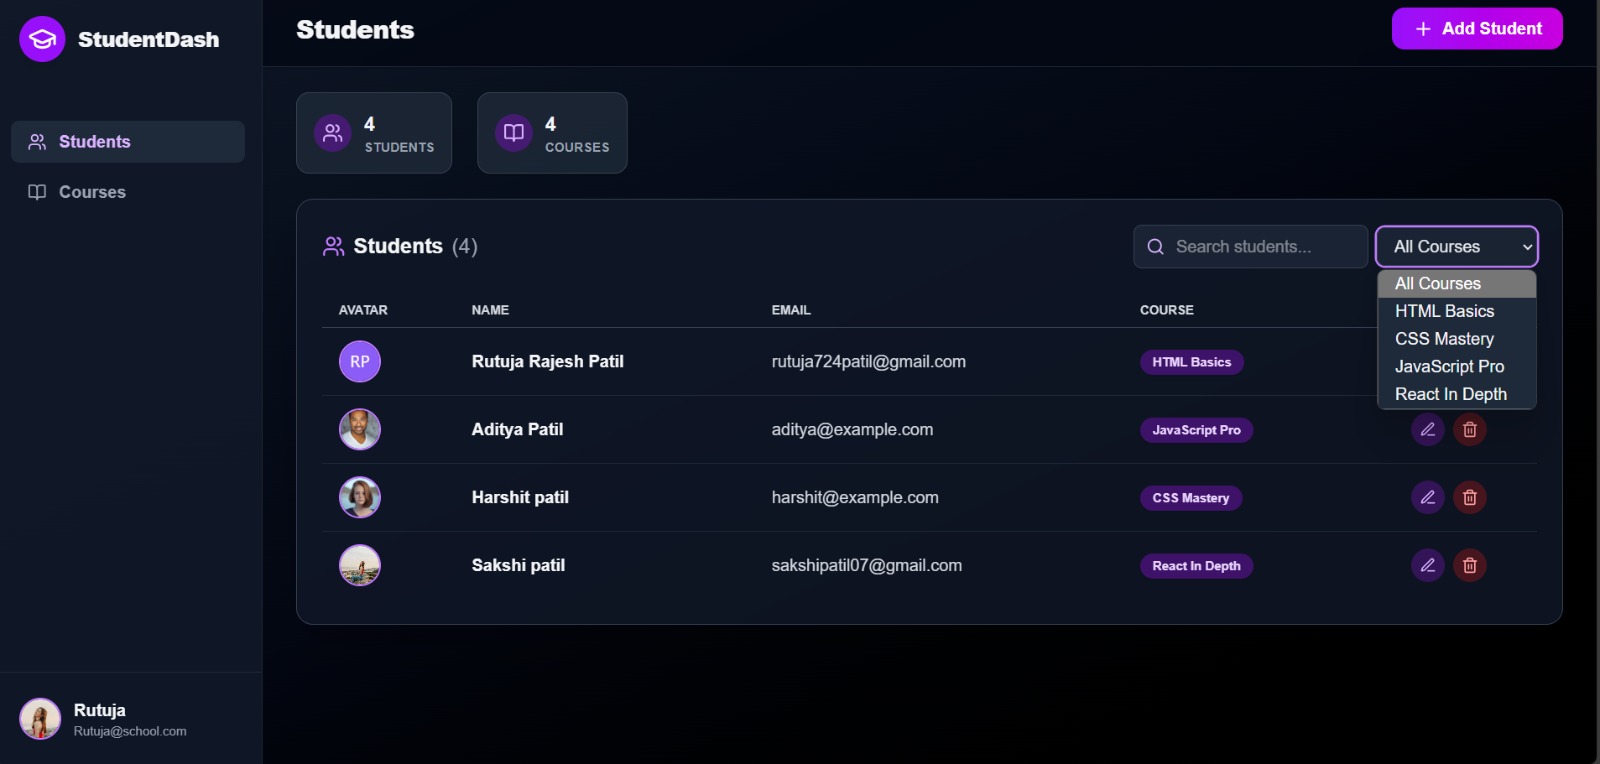 StudentDash
Students
Courses
Rutuja
Rutuja@school.com
Students
+ Add Student
4
STUDENTS
4
COURSES
Students (4)
Search students...
All Courses
All Courses
HTML Basics
CSS Mastery
JavaScript Pro
React In Depth
AVATAR NAME EMAIL COURSE
RP Rutuja Rajesh Patil rutuja724patil@gmail.com HTML Basics
Aditya Patil aditya@example.com JavaScript Pro
Harshit patil harshit@example.com CSS Mastery
Sakshi patil sakshipatil07@gmail.com React In Depth